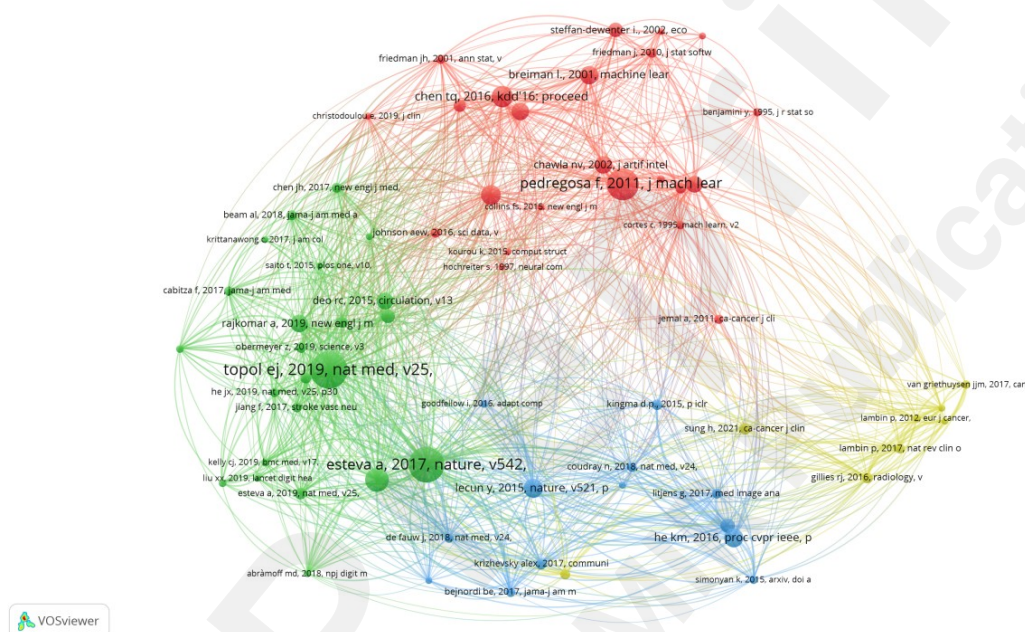 steffan-dewenter i., 2002, eco
friedman j, 2010, j stat softw
friedman jh, 2001, ann stat, v
breiman l., 2001, machine lear
chen tq, 2016, kdd'16: proceed
christodoulou e, 2019, j clin
benjamini y, 1995, j r stat so
chawla nv, 2002, j artif intel
pedregosa f, 2011, j mach lear
chen jh, 2017, new engl j med,
collins fs, 2015, new engl j m
beam al, 2018, jama-j am med a
cortes c. 1995, mach learn, v2
johnson aew, 2016, sci data, v
krittanawong c, 2017, j am col
kourou k, 2015, comput struct
saito t, 2015, plos one, v10,
hochreiter s, 1997, neural com
cabitza f, 2017, jama-j am med
deo rc, 2015, circulation, v13
rajkomar a, 2019, new engl j m
jemal a, 2011, ca-cancer j cli
obermeyer z, 2019, science, v3
topol ej, 2019, nat med, v25,
van griethuysen jjm, 2017, can
he jx, 2019, nat med, v25, p30
goodfellow i, 2016, adapt comp
kingma d.p., 2015, p iclr
jiang f, 2017, stroke vasc neu
lambin p, 2012, eur j cancer,
sung h, 2021, ca-cancer j clin
lambin p, 2017, nat rev clin o
kelly cj, 2019, bmc med, v17,
esteva a, 2017, nature, v542,
coudray n, 2018, nat med, v24,
liu xx, 2019, lancet digit hea
gillies rj, 2016, radiology, v
lecun y, 2015, nature, v521, p
esteva a, 2019, nat med, v25,
litjens g, 2017, med image ana
de fauw j, 2018, nat med, v24,
he km, 2016, proc cvpr ieee, p
krizhevsky alex, 2017, communi
abràmoff md, 2018, npj digit m
simonyan k, 2015, arxiv, doi a
bejnordi be, 2017, jama-j am m
VOSviewer